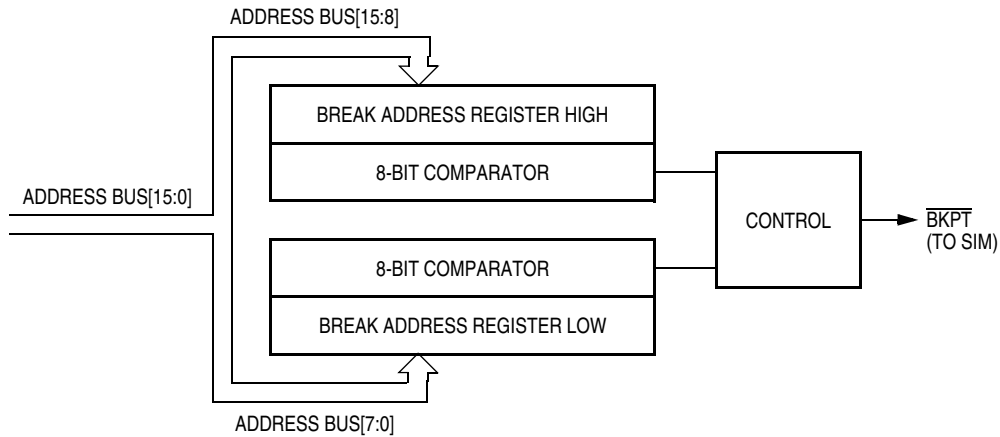 ADDRESS BUS[15:8]
BREAK ADDRESS REGISTER HIGH
8-BIT COMPARATOR
ADDRESS BUS[15:0]
CONTROL
BKPT
(TO SIM)
8-BIT COMPARATOR
BREAK ADDRESS REGISTER LOW
ADDRESS BUS[7:0]